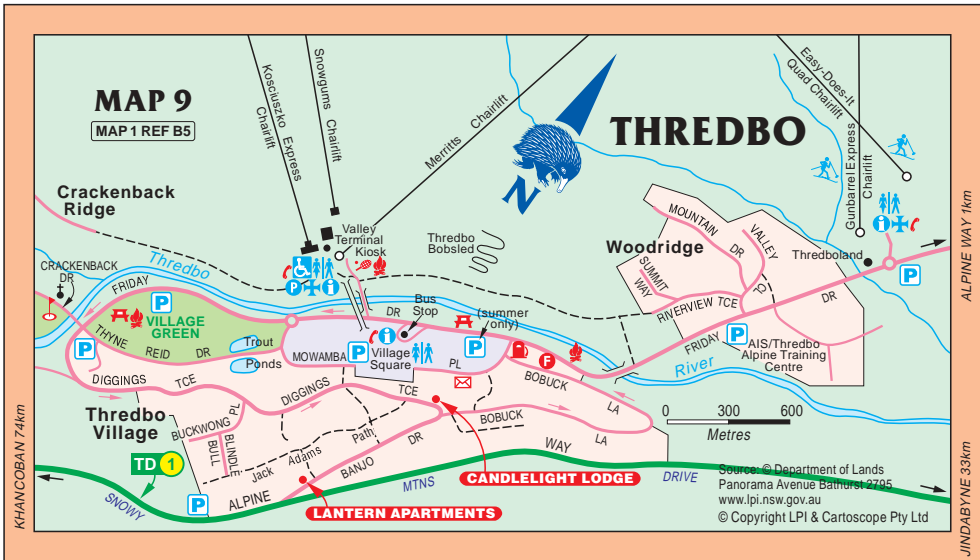 MAP 9
MAP 1 REF B5
THREDBO
N
Kosciuszko Express
Chairlift
Snowgums Chairlift
Merritts Chairlift
Easy-Does-It
Quad Chairlift
Gunbarrel Express
Chairlift
Crackenback
Ridge
CRACKENBACK
DR
Thredbo
FRIDAY
DR
Valley
Terminal
Kiosk
Thredbo
Bobsled
Woodridge
MOUNTAIN
DR
VALLEY
CL
SUMMIT
WAY
RIVERVIEW TCE
Thredboland
FRIDAY
DR
River
AIS/Thredbo
Alpine Training
Centre
P
VILLAGE
GREEN
THYNE
REID
DR
Trout
Ponds
Bus
Stop
(summer
only)
P
P
P
P
P
P
P
i
i
i
F
MOWAMBA
PL
Village
Square
DIGGINGS
TCE
DIGGINGS
TCE
BOBUCK
LA
BOBUCK
LA
Thredbo
Village
BUCKWONG
PL
BULL
BLINDLE
Jack Adams Path
BANJO
DR
TD 1
SNOWY
MTNS
DRIVE
ALPINE
WAY
CANDLELIGHT LODGE
LANTERN APARTMENTS
0 300 600
Metres
Source: © Department of Lands
Panorama Avenue Bathurst 2795
www.lpi.nsw.gov.au
© Copyright LPI & Cartoscope Pty Ltd
KHANCOBAN 74km
ALPINE WAY 1km
JINDABYNE 33km